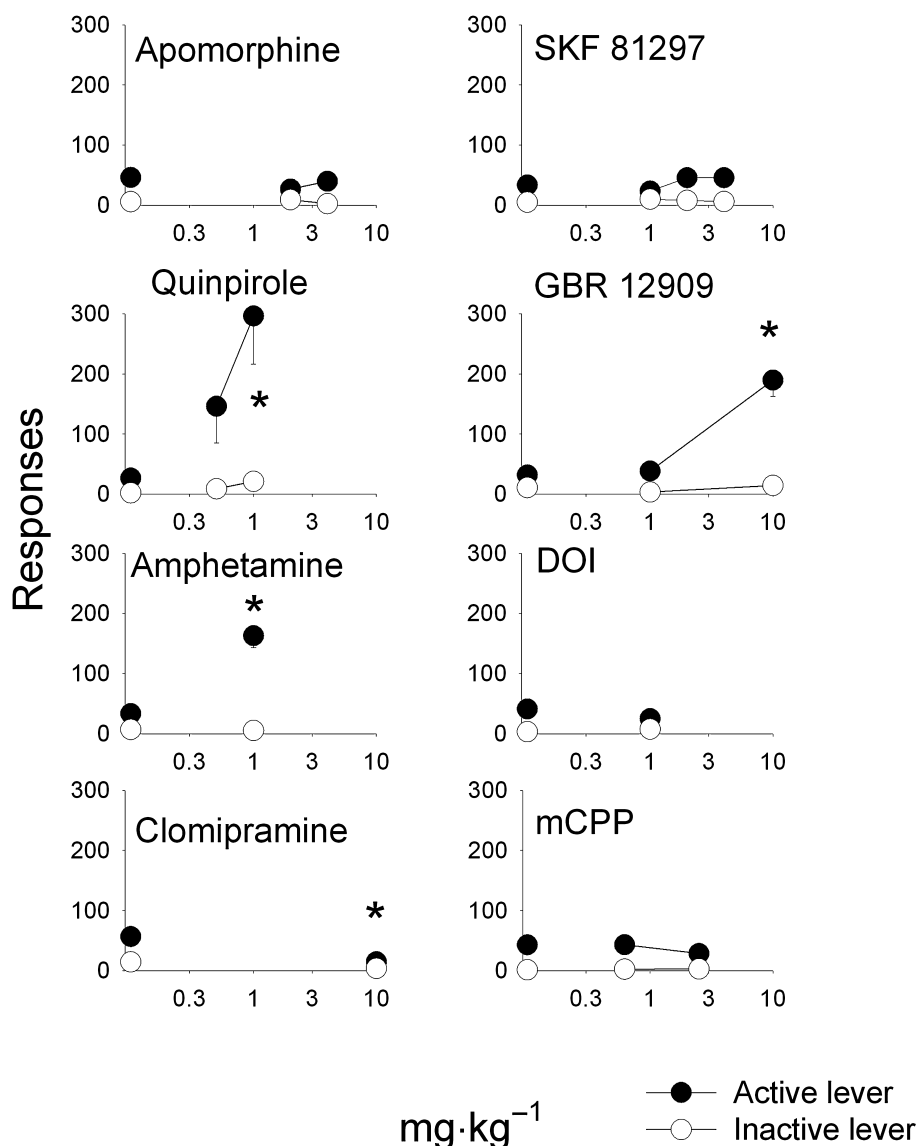 Apomorphine
300
200
100
0
0.3 1 3 10
SKF 81297
300
200
100
0
0.3 1 3 10
Quinpirole
300
200
100
0
*
0.3 1 3 10
GBR 12909
300
200
100
0
*
0.3 1 3 10
Responses
Amphetamine
300
200
100
0
*
0.3 1 3 10
DOI
300
200
100
0
0.3 1 3 10
Clomipramine
300
200
100
0
*
0.3 1 3 10
mCPP
300
200
100
0
0.3 1 3 10
mg·kg⁻¹
Active lever
Inactive lever